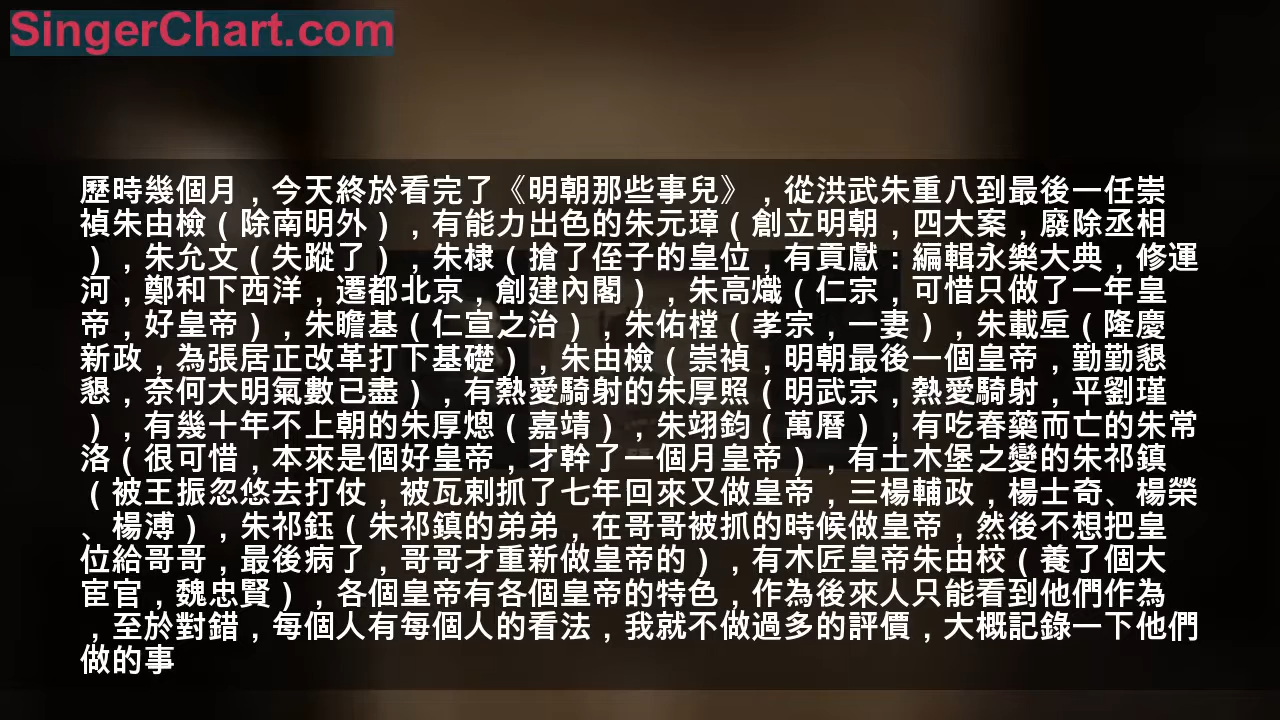 SingerChart.com
歷時幾個月，今天終於看完了《明朝那些事兒》，從洪武朱重八到最後一任崇
禎朱由檢（除南明外），有能力出色的朱元璋（創立明朝，四大案，廢除丞相
），朱允文（失蹤了），朱棣（搶了侄子的皇位，有貢獻：編輯永樂大典，修運
河，鄭和下西洋，遷都北京，創建內閣），朱高熾（仁宗，可惜只做了一年皇
帝，好皇帝），朱瞻基（仁宣之治），朱佑樘（孝宗，一妻），朱載垕（隆慶
新政，為張居正改革打下基礎），朱由檢（崇禎，明朝最後一個皇帝，勤勤懇
懇，奈何大明氣數已盡），有熱愛騎射的朱厚照（明武宗，熱愛騎射，平劉瑾
），有幾十年不上朝的朱厚熜（嘉靖），朱翊鈞（萬曆），有吃春藥而亡的朱常
洛（很可惜，本來是個好皇帝，才幹了一個月皇帝），有土木堡之變的朱祁鎮
（被王振忽悠去打仗，被瓦剌抓了七年回來又做皇帝，三楊輔政，楊士奇、楊榮
、楊溥），朱祁鈺（朱祁鎮的弟弟，在哥哥被抓的時候做皇帝，然後不想把皇
位給哥哥，最後病了，哥哥才重新做皇帝的），有木匠皇帝朱由校（養了個大
宦官，魏忠賢），各個皇帝有各個皇帝的特色，作為後來人只能看到他們作為
，至於對錯，每個人有每個人的看法，我就不做過多的評價，大概記錄一下他們
做的事